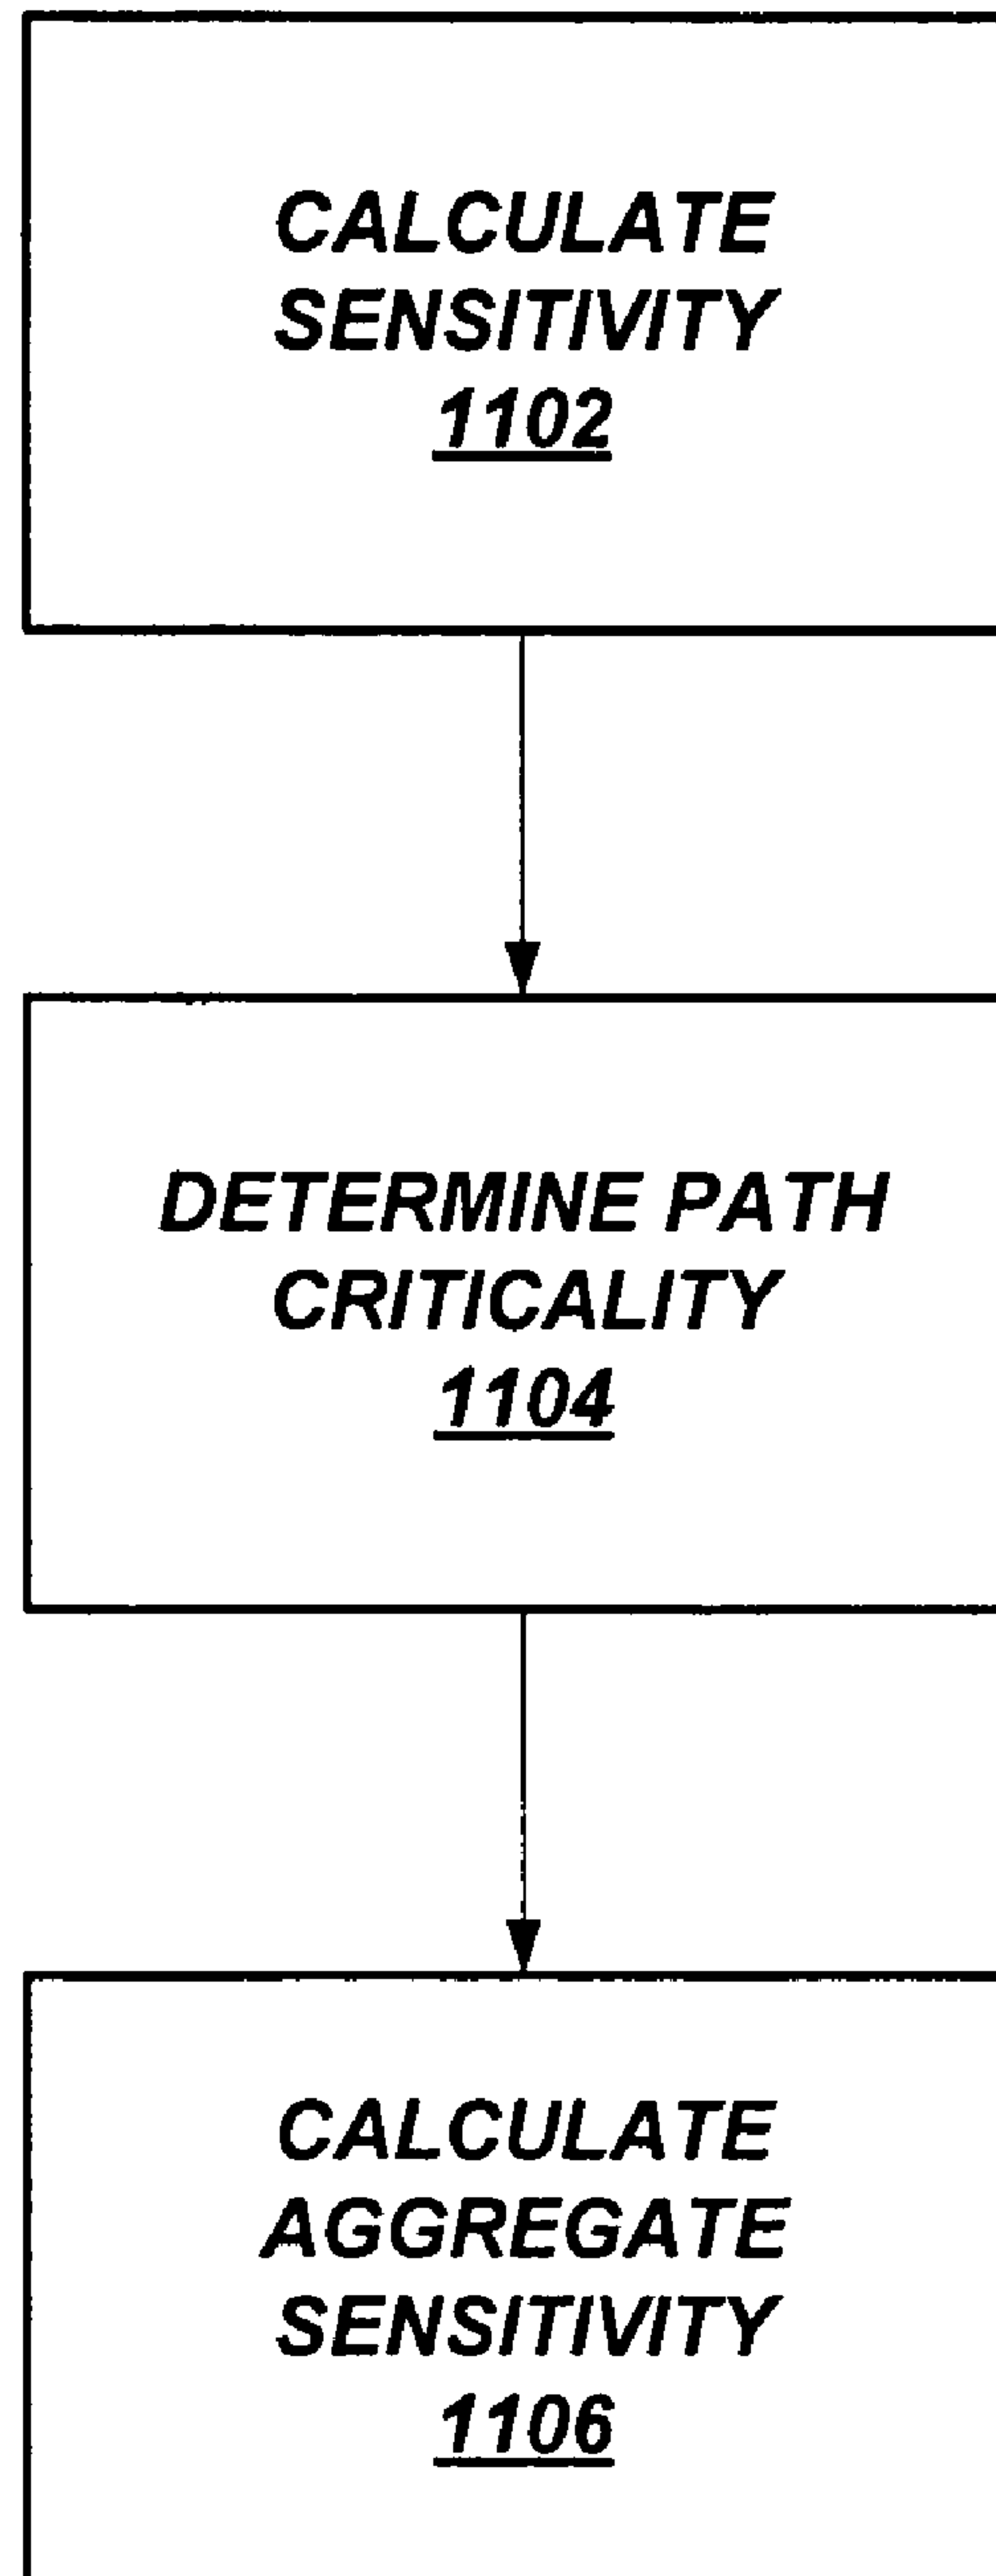 CALCULATE
SENSITIVITY
1102
DETERMINE PATH
CRITICALITY
1104
CALCULATE
AGGREGATE
SENSITIVITY
1106